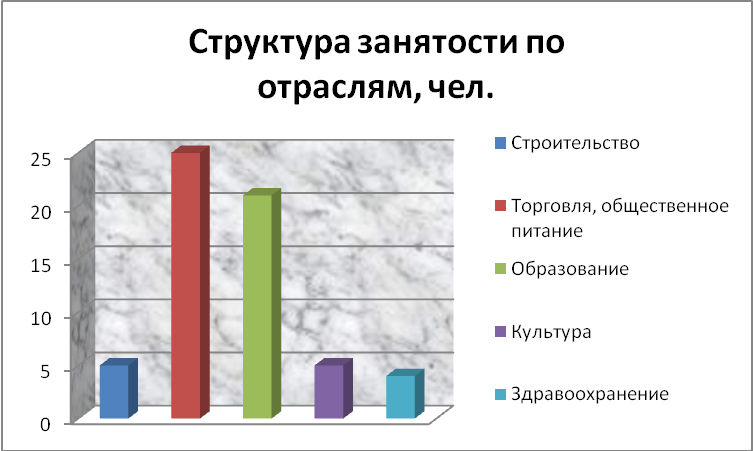 Структура занятости по
отраслям, чел.
25
20
15
10
5
0
Строительство
Торговля, общественное
питание
Образование
Культура
Здравоохранение